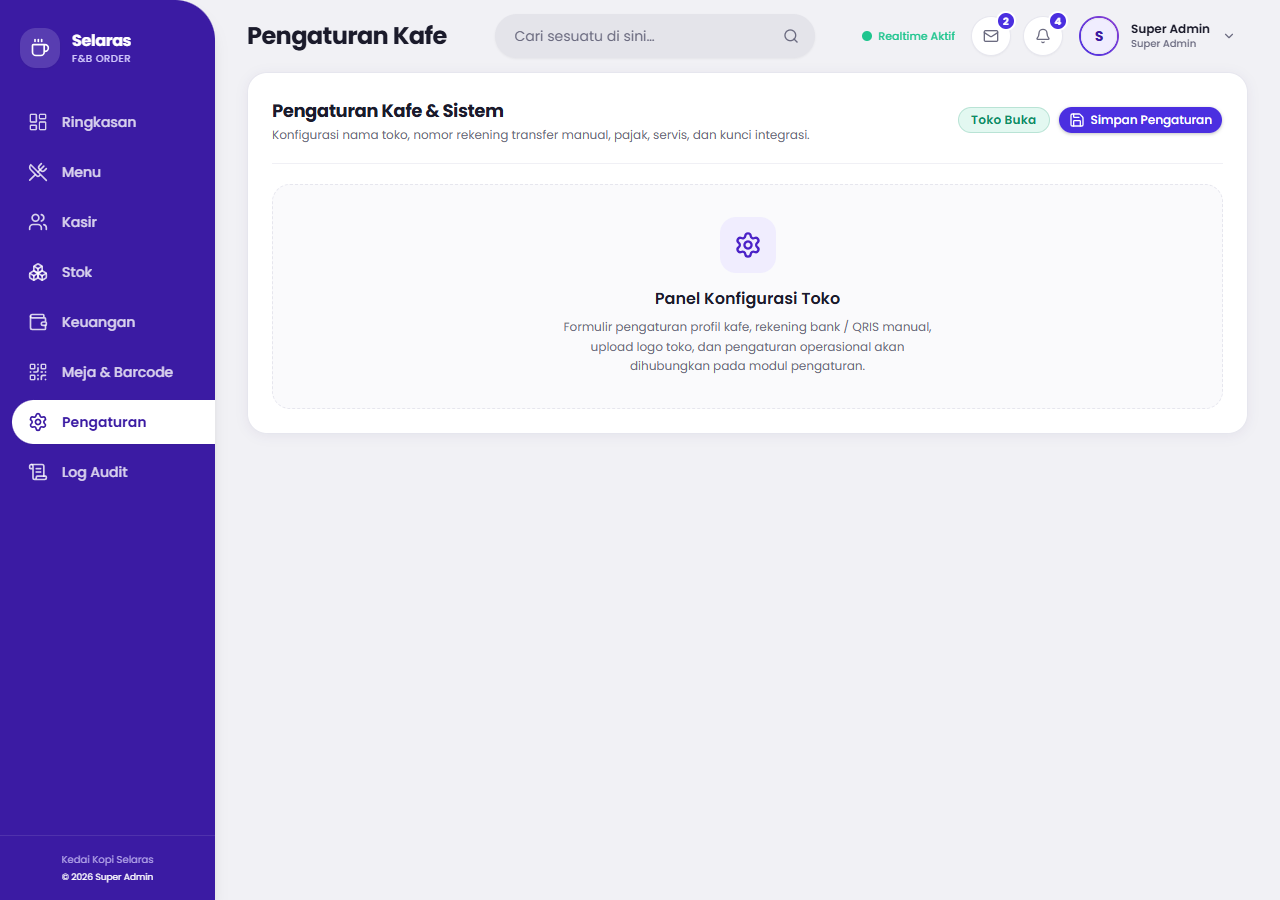 Selaras
F&B ORDER
Ringkasan
Menu
Kasir
Stok
Keuangan
Meja & Barcode
Pengaturan
Log Audit
Kedai Kopi Selaras
© 2026 Super Admin
Pengaturan Kafe
Cari sesuatu di sini...
Realtime Aktif
2
4
S
Super Admin
Super Admin
Pengaturan Kafe & Sistem
Konfigurasi nama toko, nomor rekening transfer manual, pajak, servis, dan kunci integrasi.
Toko Buka
Simpan Pengaturan
Panel Konfigurasi Toko
Formulir pengaturan profil kafe, rekening bank / QRIS manual,
upload logo toko, dan pengaturan operasional akan
dihubungkan pada modul pengaturan.